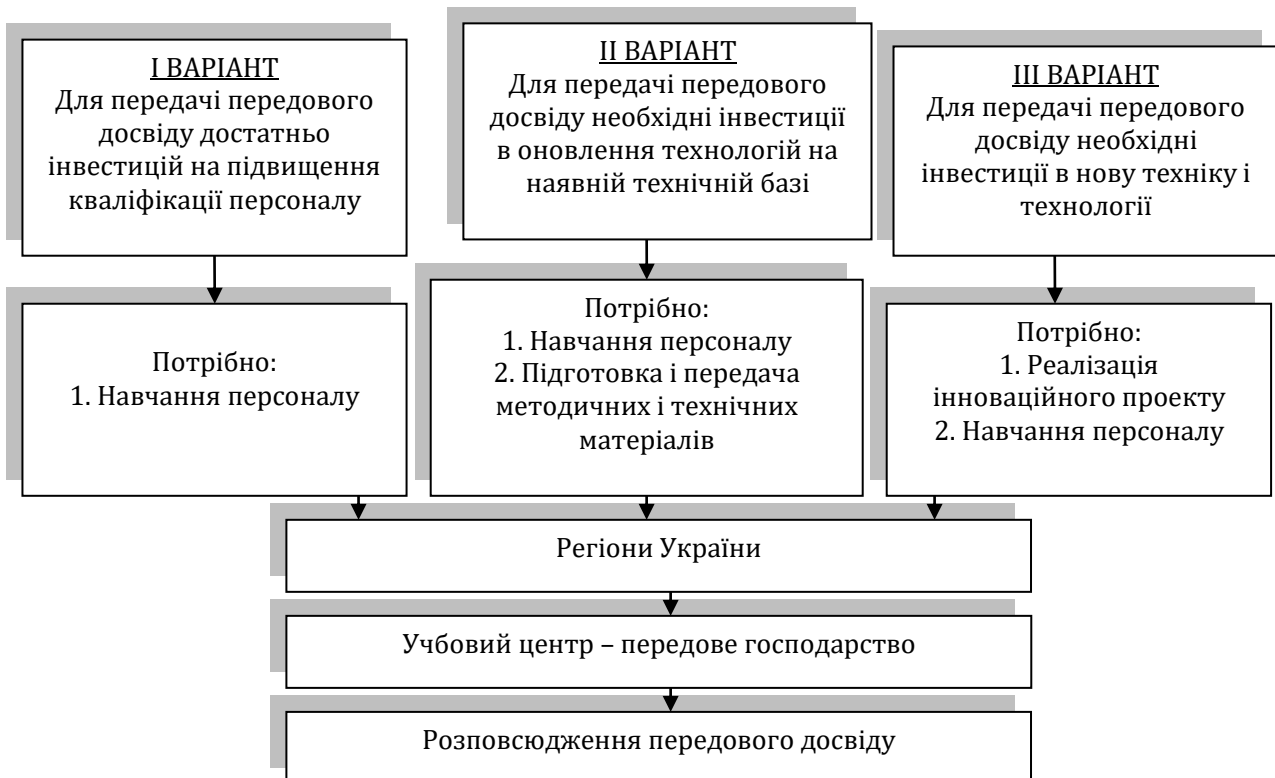 І ВАРІАНТ
Для передачі передового
досвіду достатньо
інвестицій на підвищення
кваліфікації персоналу
ІІ ВАРІАНТ
Для передачі передового
досвіду необхідні інвестиції
в оновлення технологій на
наявній технічній базі
ІІІ ВАРІАНТ
Для передачі передового
досвіду необхідні
інвестиції в нову техніку і
технології
Потрібно:
1. Навчання персоналу
Потрібно:
1. Навчання персоналу
2. Підготовка і передача
методичних і технічних
матеріалів
Потрібно:
1. Реалізація
інноваційного проекту
2. Навчання персоналу
Регіони України
Учбовий центр – передове господарство
Розповсюдження передового досвіду